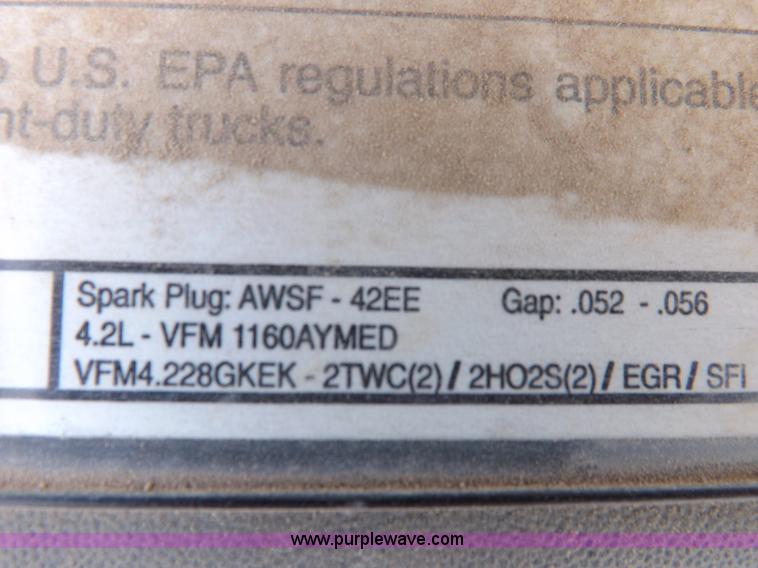 U.S. EPA regulations applicable
nt-duty trucks.
Spark Plug: AWSF - 42EE Gap: .052 - .056
4.2L - VFM 1160AYMED
VFM4.228GKEK - 2TWC(2) / 2HO2S(2) / EGR / SFI
www.purplewave.com